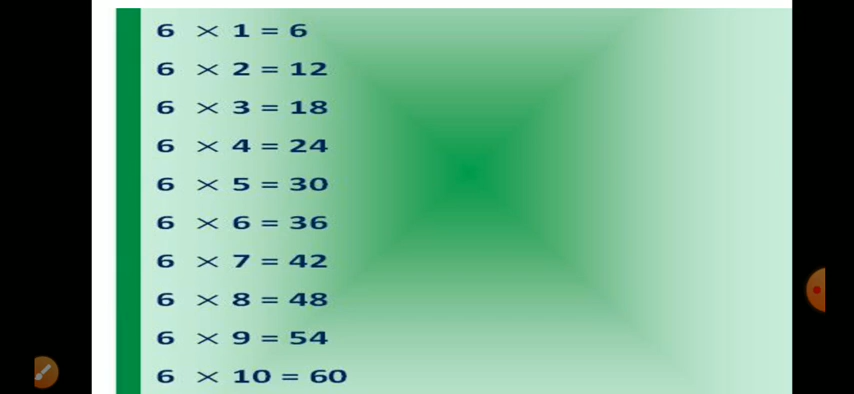 6 × 1 = 6
6 × 2 = 12
6 × 3 = 18
6 × 4 = 24
6 × 5 = 30
6 × 6 = 36
6 × 7 = 42
6 × 8 = 48
6 × 9 = 54
6 × 10 = 60